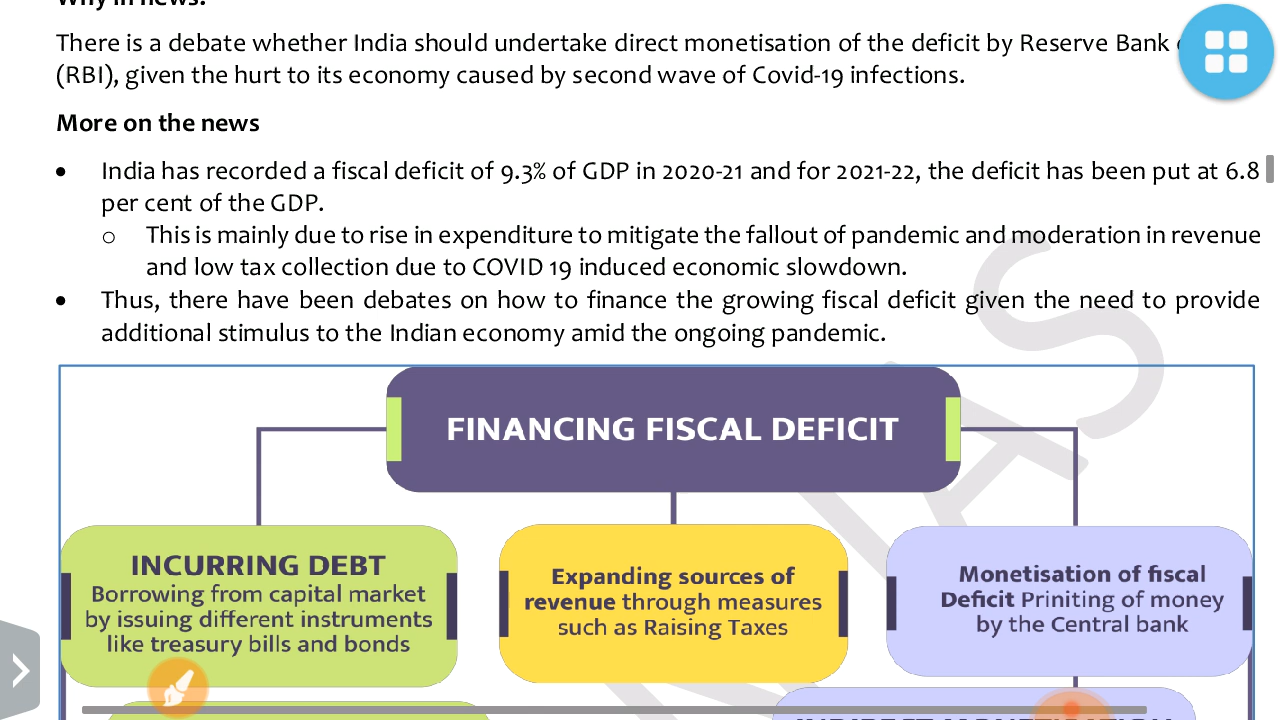 Why in news?
There is a debate whether India should undertake direct monetisation of the deficit by Reserve Bank
(RBI), given the hurt to its economy caused by second wave of Covid-19 infections.
More on the news
• India has recorded a fiscal deficit of 9.3% of GDP in 2020-21 and for 2021-22, the deficit has been put at 6.8
per cent of the GDP.
o This is mainly due to rise in expenditure to mitigate the fallout of pandemic and moderation in revenue
and low tax collection due to COVID 19 induced economic slowdown.
• Thus, there have been debates on how to finance the growing fiscal deficit given the need to provide
additional stimulus to the Indian economy amid the ongoing pandemic.
FINANCING FISCAL DEFICIT
INCURRING DEBT
Borrowing from capital market
by issuing different instruments
like treasury bills and bonds
Expanding sources of
revenue through measures
such as Raising Taxes
Monetisation of fiscal
Deficit Priniting of money
by the Central bank